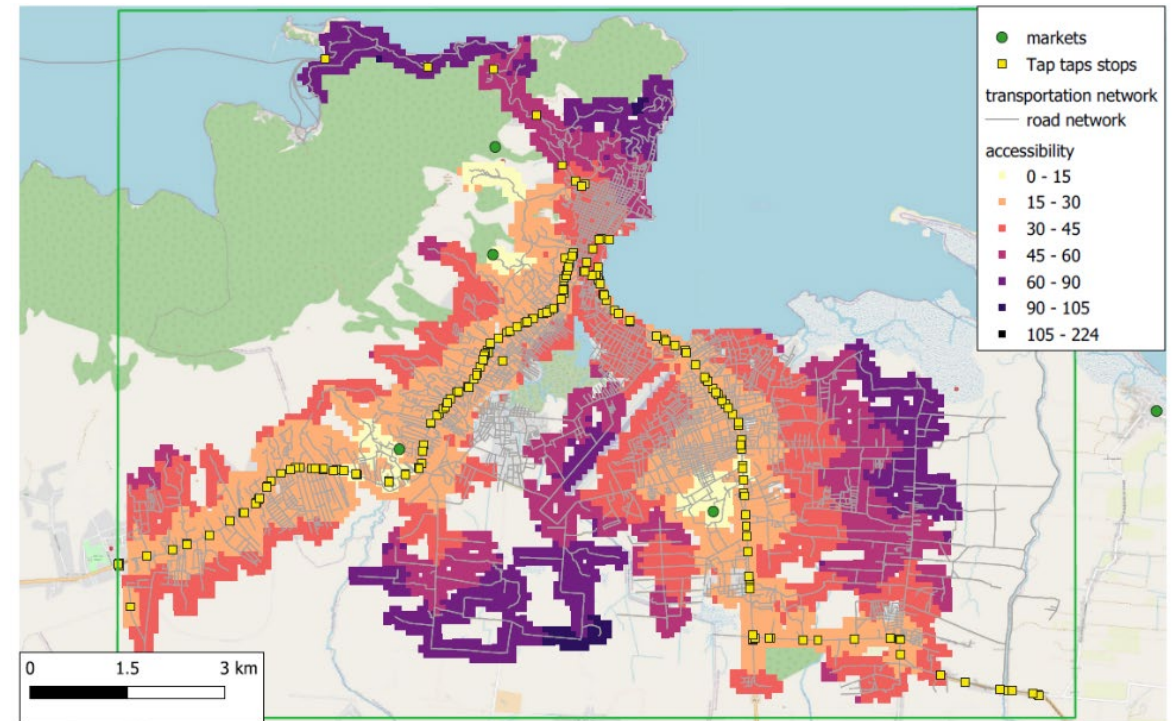 markets
Tap taps stops
transportation network
road network
accessibility
0 - 15
15 - 30
30 - 45
45 - 60
60 - 90
90 - 105
105 - 224
0 1.5 3 km